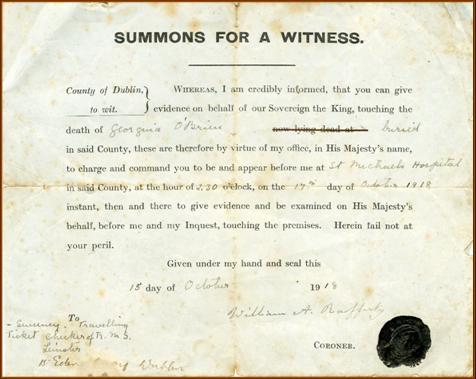 SUMMONS FOR A WITNESS.
County of Dublin, to wit. } WHEREAS, I am credibly informed, that you can give
evidence on behalf of our Sovereign the King, touching the
death of Georgina O'Brien now lying dead at buried
in said County, these are therefore by virtue of my office, in His Majesty's name,
to charge and command you to be and appear before me at St Michaels Hospital
in said County, at the hour of 2.30 o'clock, on the 17th day of October 1918
instant, then and there to give evidence and be examined on His Majesty's
behalf, before me and my Inquest, touching the premises. Herein fail not at
your peril.
Given under my hand and seal this
15 day of October 1918
William A. Rafferty
CORONER.
To
Travelling
Ticket Checker of R. M. S.
Leinster